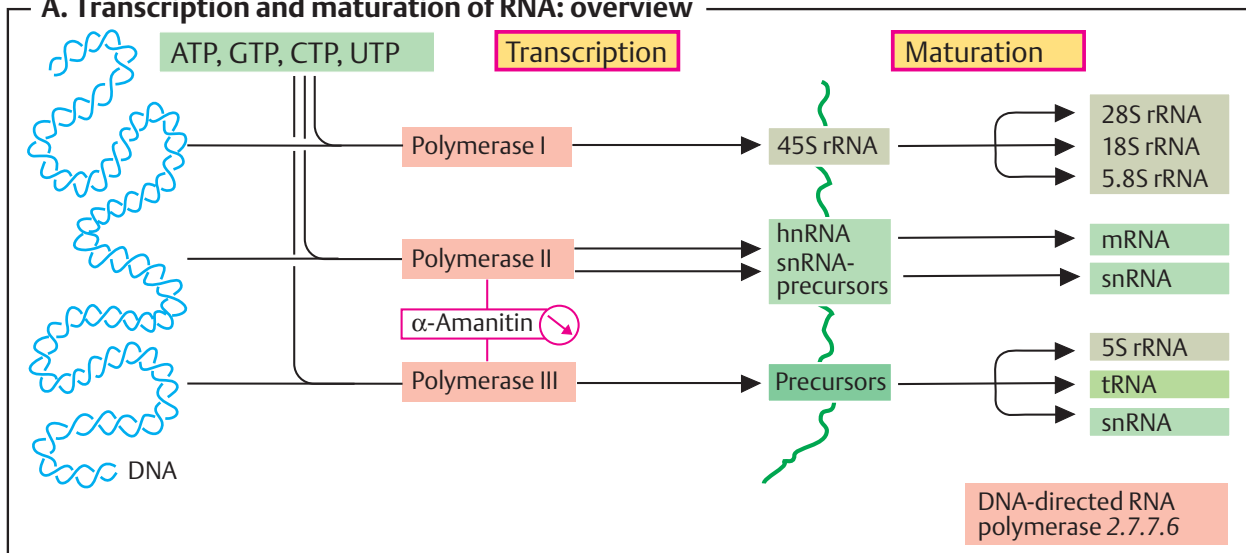 A. Transcription and maturation of RNA: overview
ATP, GTP, CTP, UTP
Transcription
Maturation
Polymerase I
45S rRNA
28S rRNA
18S rRNA
5.8S rRNA
Polymerase II
hnRNA
snRNA-
precursors
mRNA
snRNA
α-Amanitin
Polymerase III
Precursors
5S rRNA
tRNA
snRNA
DNA
DNA-directed RNA
polymerase 2.7.7.6